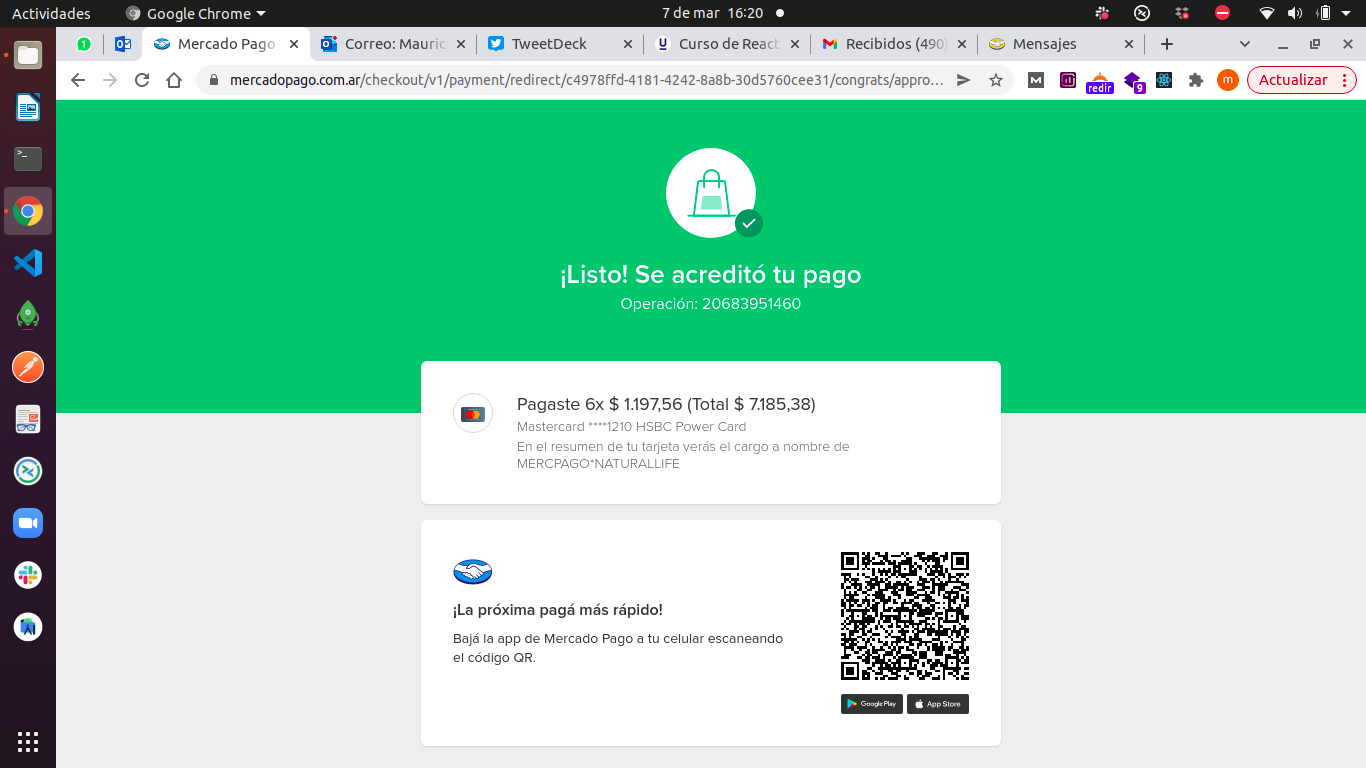 Actividades
Google Chrome
7 de mar 16:20
1
Mercado Pago
Correo: Mauric
TweetDeck
Curso de React
Recibidos (490)
Mensajes
mercadopago.com.ar/checkout/v1/payment/redirect/c4978ffd-4181-4242-8a8b-30d5760cee31/congrats/appro...
redir
9
m
Actualizar
¡Listo! Se acreditó tu pago
Operación: 20683951460
Pagaste 6x $ 1.197,56 (Total $ 7.185,38)
Mastercard ****1210 HSBC Power Card
En el resumen de tu tarjeta verás el cargo a nombre de
MERCPAGO*NATURALLIFE
¡La próxima pagá más rápido!
Bajá la app de Mercado Pago a tu celular escaneando
el código QR.
Google Play
App Store